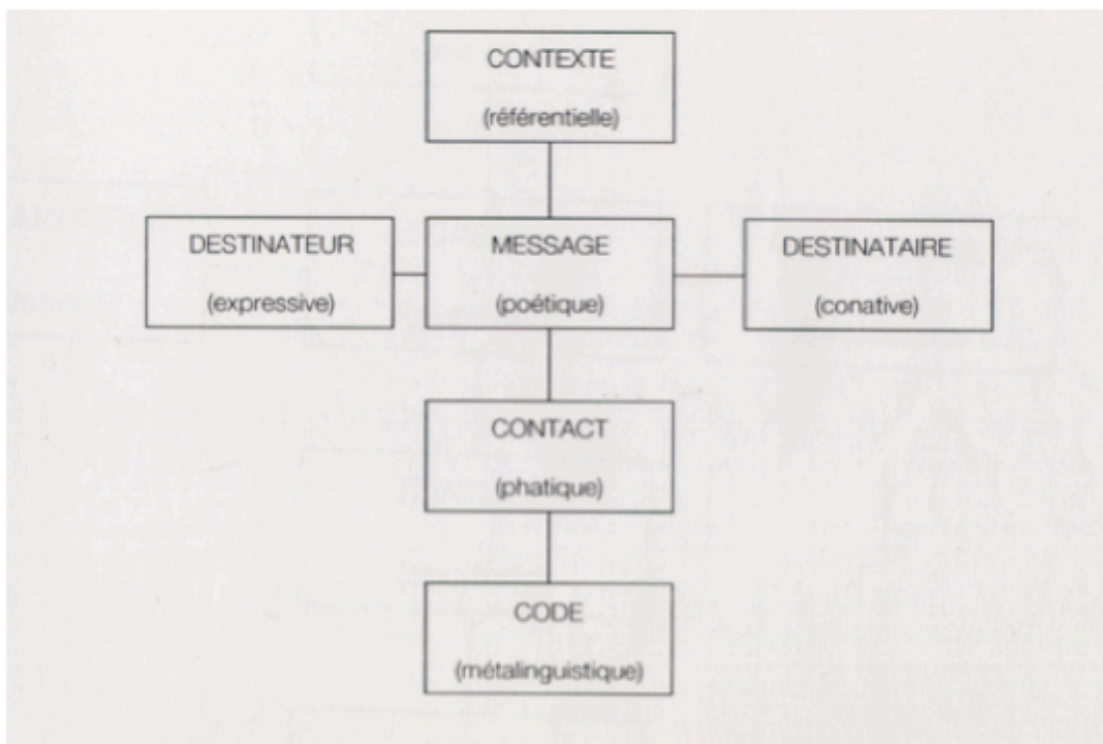 CONTEXTE
(référentielle)
DESTINATEUR
(expressive)
MESSAGE
(poétique)
DESTINATAIRE
(conative)
CONTACT
(phatique)
CODE
(métalinguistique)